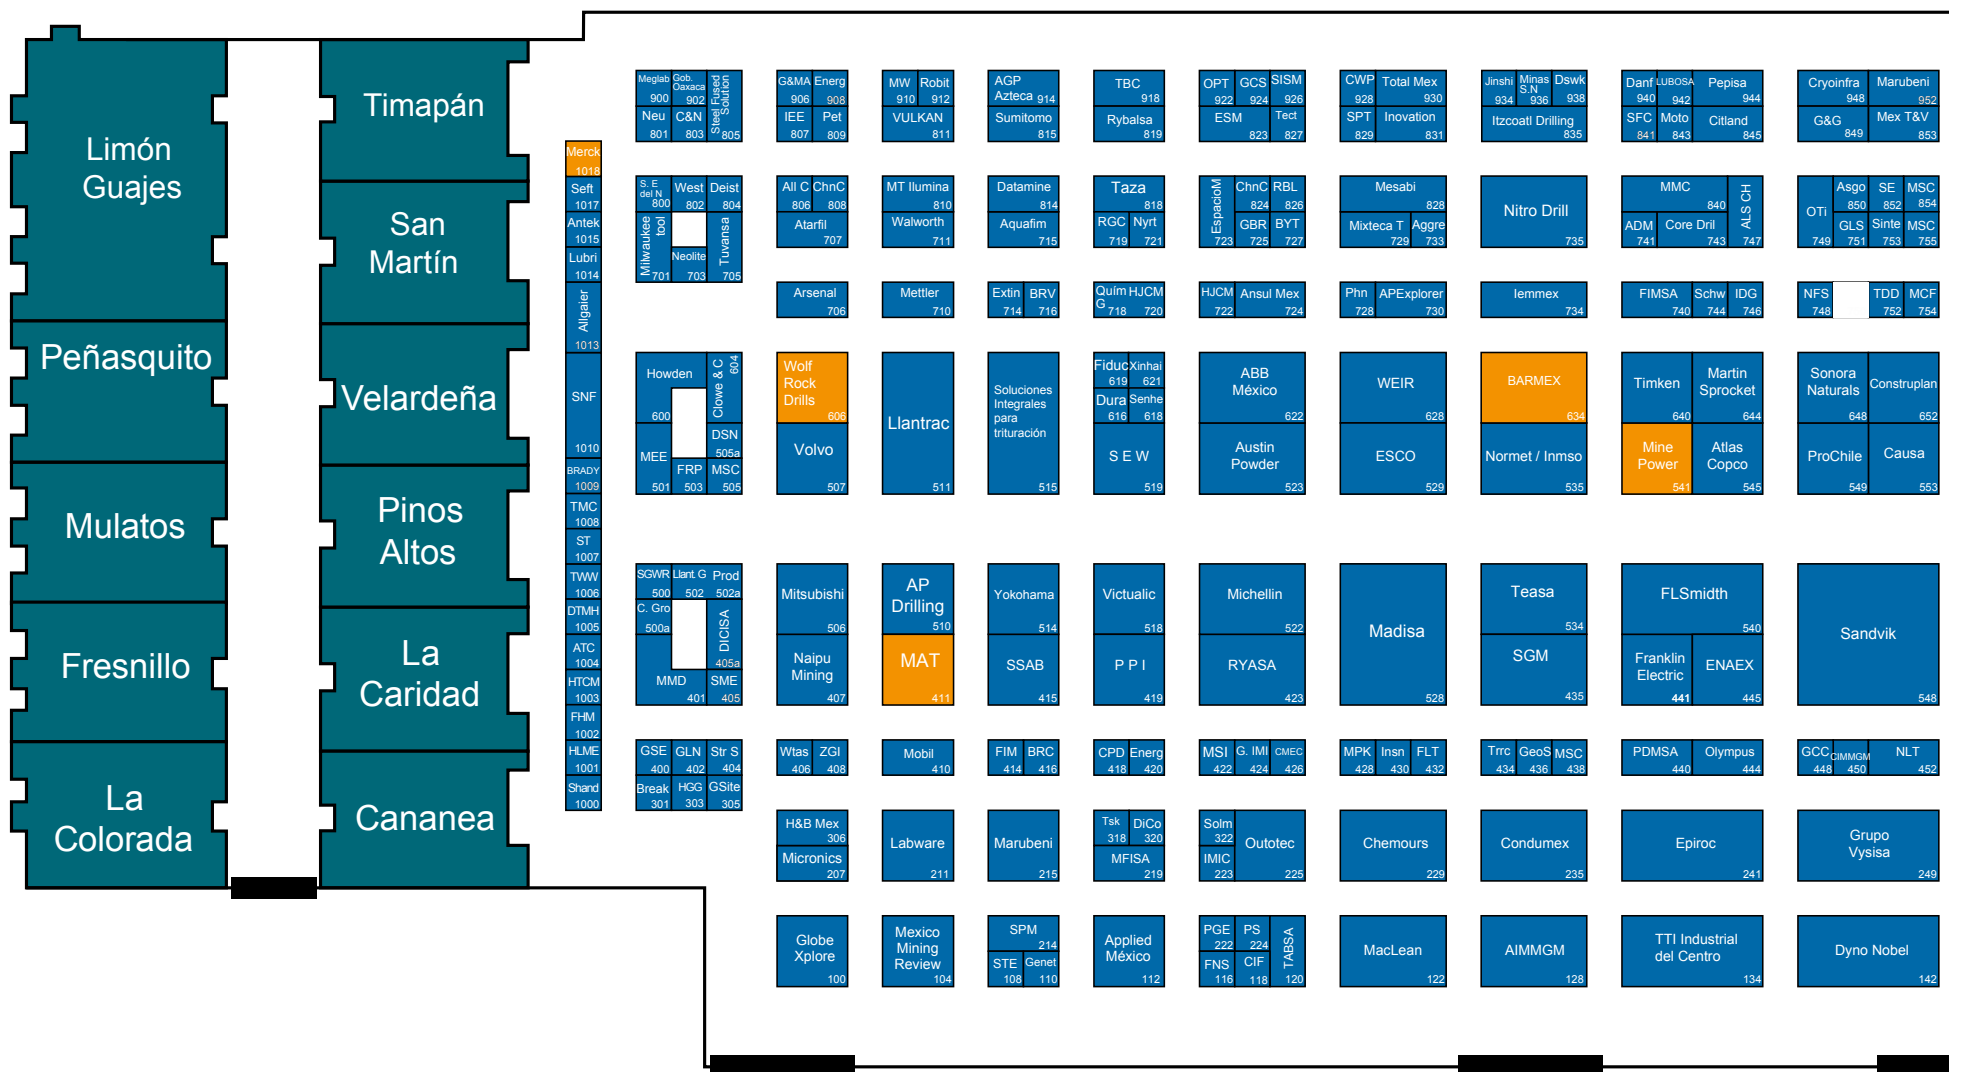 Limón
Guajes
Peñasquito
Mulatos
Fresnillo
La
Colorada
Timapán
San
Martín
Velardeña
Pinos
Altos
La
Caridad
Cananea
Merck
1018
Seft
1017
Antek
1015
Lubri
1014
Allgaier
1013
SNF
1010
BRADY
1009
TMC
1008
ST
1007
TWW
1006
DTMH
1005
ATC
1004
HTCM
1003
FHM
1002
HLME
1001
Shand
1000
Meglab
900
Gob.
Oaxaca
902
Steel Fused
Solution
805
Neu
801
C&N
803
G&MA
906
Energ
908
IEE
807
Pet
809
MW
910
Robit
912
VULKAN
811
AGP
Azteca 914
Sumitomo
815
TBC
918
Rybalsa
819
OPT
922
GCS
924
SISM
926
ESM
823
Tect
827
CWP
928
Total Mex
930
SPT
829
Inovation
831
Jinshi
934
Minas
S.N
936
Dswk
938
Itzcoatl Drilling
835
Danf
940
LUBOSA
942
Pepisa
944
SFC
841
Moto
843
Citland
845
Cryoinfra
948
Marubeni
952
G&G
849
Mex T&V
853
S. E
del N
800
West
802
Deist
804
Milwaukee
tool
701
Neolite
703
Tuvansa
705
All C
806
ChnC
808
Atarfil
707
MT Ilumina
810
Walworth
711
Datamine
814
Aquafim
715
Taza
818
RGC
719
Nyrt
721
EspacioM
723
ChnC
824
RBL
826
GBR
725
BYT
727
Mesabi
828
Mixteca T
729
Aggre
733
Nitro Drill
735
MMC
840
ADM
741
Core Dril
743
ALS CH
747
OTi
749
Asgo
850
SE
852
MSC
854
GLS
751
Sinte
753
MSC
755
Arsenal
706
Mettler
710
Extin
714
BRV
716
Quím
G
718
HJCM
720
HJCM
722
Ansul Mex
724
Phn
728
APExplorer
730
Iemmex
734
FIMSA
740
Schw
744
IDG
746
NFS
748
TDD
752
MCF
754
Howden
600
Clowe & C
604
MEE
501
FRP
503
DSN
505a
MSC
505
Wolf
Rock
Drills
606
Volvo
507
Llantrac
511
Soluciones
Integrales
para
trituración
515
Fiduc
619
Xinhai
621
Dura
616
Senhe
618
S E W
519
ABB
México
622
Austin
Powder
523
WEIR
628
ESCO
529
BARMEX
634
Normet / Inmso
535
Timken
640
Martin
Sprocket
644
Mine
Power
541
Atlas
Copco
545
Sonora
Naturals
648
Construplan
652
ProChile
549
Causa
553
SGWR
500
Llant. G
502
Prod
502a
C. Gro
500a
DICISA
405a
MMD
401
SME
405
Mitsubishi
506
Naipu
Mining
407
AP
Drilling
510
MAT
411
Yokohama
514
SSAB
415
Victualic
518
P P I
419
Michellin
522
RYASA
423
Madisa
528
Teasa
534
SGM
435
FLSmidth
540
Franklin
Electric
441
ENAEX
445
Sandvik
548
GSE
400
GLN
402
Str S
404
Break
301
HGG
303
GSite
305
Wtas
406
ZGI
408
Mobil
410
FIM
414
BRC
416
CPD
418
Energ
420
MSI
422
G. IMI
424
CMEC
426
MPK
428
Insn
430
FLT
432
Trrc
434
GeoS
436
MSC
438
PDMSA
440
Olympus
444
GCC
448
CIMMGM
450
NLT
452
H&B Mex
306
Micronics
207
Labware
211
Marubeni
215
Tsk
318
DiCo
320
MFISA
219
Solm
322
IMIC
223
Outotec
225
Chemours
229
Condumex
235
Epiroc
241
Grupo
Vysisa
249
Globe
Xplore
100
Mexico
Mining
Review
104
SPM
214
STE
108
Genet
110
Applied
México
112
PGE
222
PS
224
FNS
116
CIF
118
TABSA
120
MacLean
122
AIMMGM
128
TTI Industrial
del Centro
134
Dyno Nobel
142